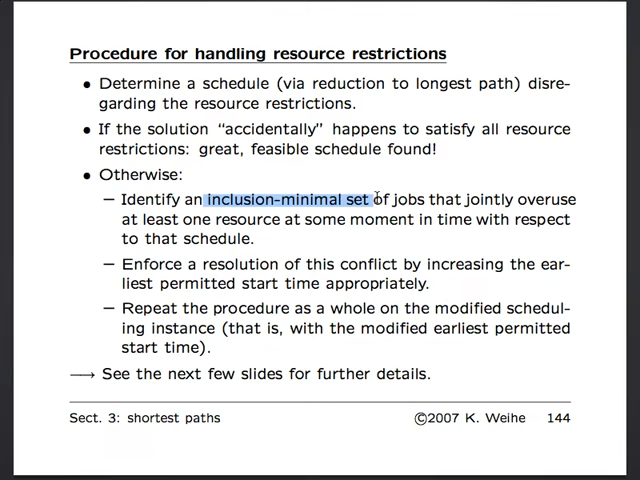 Procedure for handling resource restrictions
• Determine a schedule (via reduction to longest path) disre-
garding the resource restrictions.
• If the solution “accidentally” happens to satisfy all resource
restrictions: great, feasible schedule found!
• Otherwise:
– Identify an inclusion-minimal set of jobs that jointly overuse
at least one resource at some moment in time with respect
to that schedule.
– Enforce a resolution of this conflict by increasing the ear-
liest permitted start time appropriately.
– Repeat the procedure as a whole on the modified schedul-
ing instance (that is, with the modified earliest permitted
start time).
⟶ See the next few slides for further details.
Sect. 3: shortest paths ©2007 K. Weihe 144